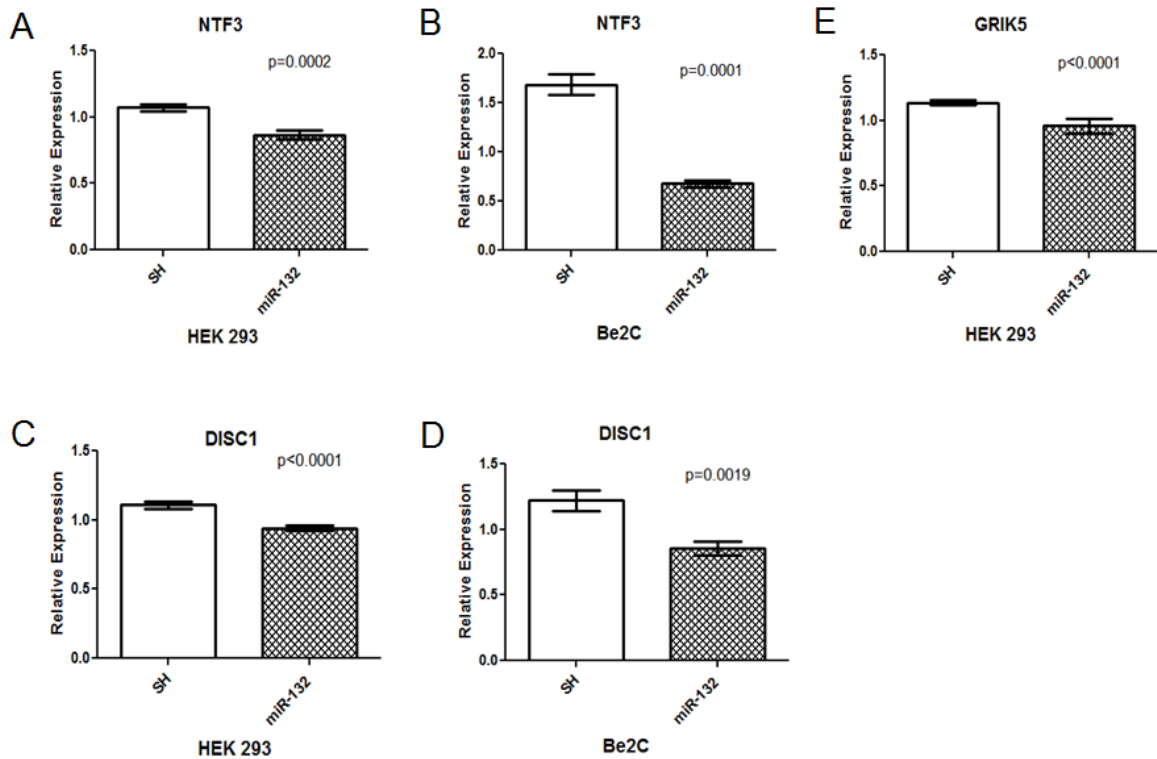 A
NTF3
p=0.0002
Relative Expression
1.5
1.0
0.5
0.0
SH
miR-132
HEK 293
B
NTF3
p=0.0001
Relative Expression
2.0
1.5
1.0
0.5
0.0
SH
miR-132
Be2C
E
GRIK5
p<0.0001
Relative Expression
1.5
1.0
0.5
0.0
SH
miR-132
HEK 293
C
DISC1
p<0.0001
Relative Expression
1.5
1.0
0.5
0.0
SH
miR-132
HEK 293
D
DISC1
p=0.0019
Relative Expression
1.5
1.0
0.5
0.0
SH
miR-132
Be2C